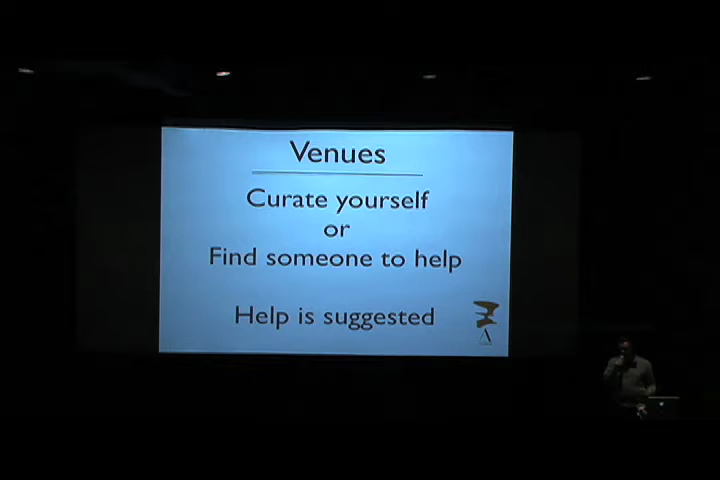 Venues
Curate yourself
or
Find someone to help
Help is suggested